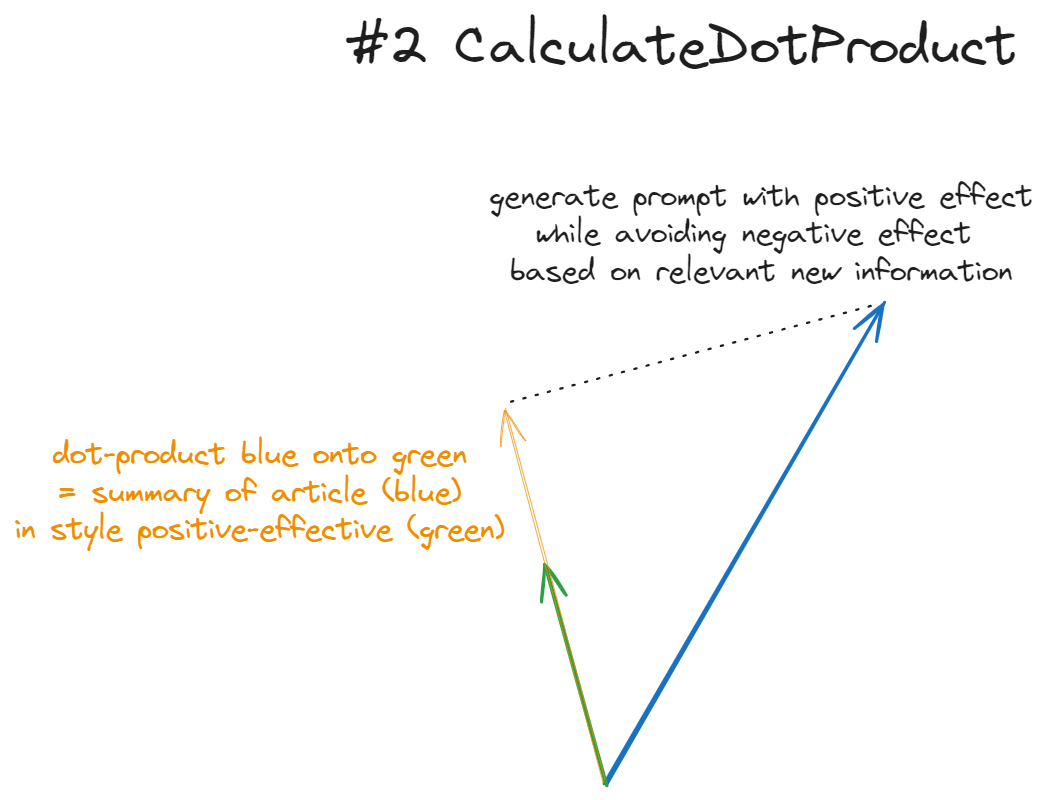 #2 CalculateDotProduct
generate prompt with positive effect
while avoiding negative effect
based on relevant new information
dot-product blue onto green
= summary of article (blue)
in style positive-effective (green)